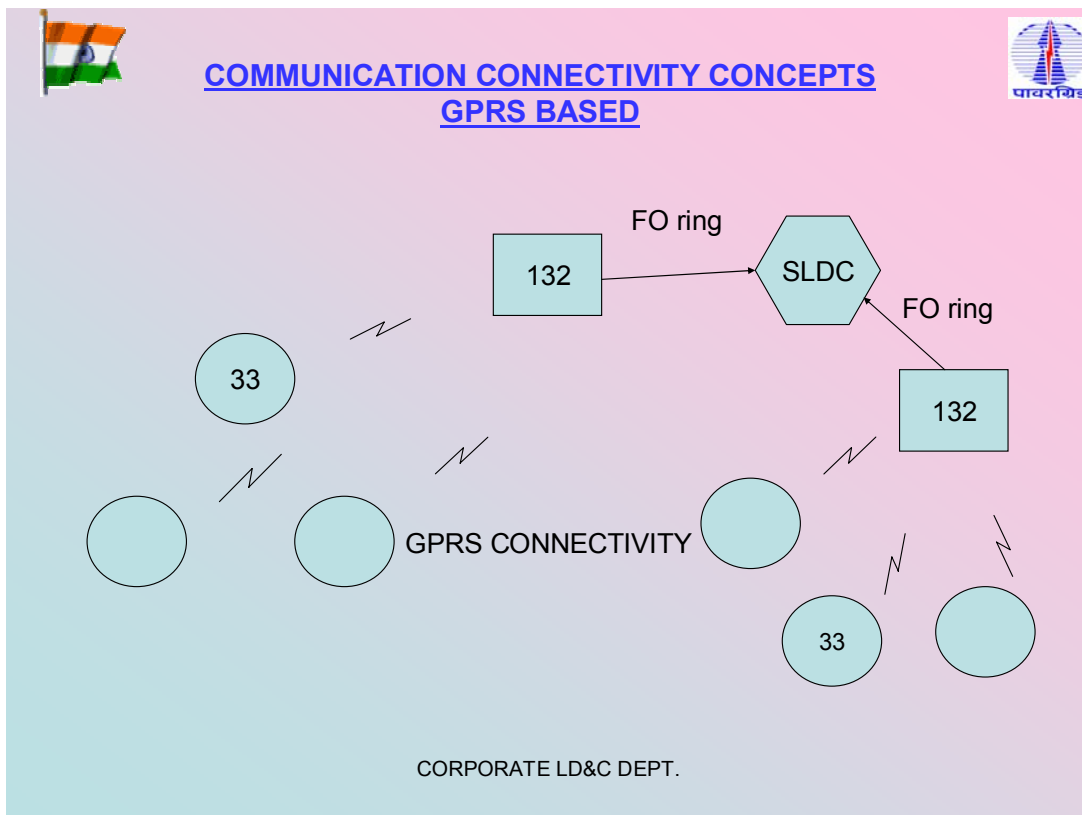 COMMUNICATION CONNECTIVITY CONCEPTS
GPRS BASED
पावरग्रिड
FO ring
132
SLDC
FO ring
33
132
GPRS CONNECTIVITY
33
CORPORATE LD&C DEPT.